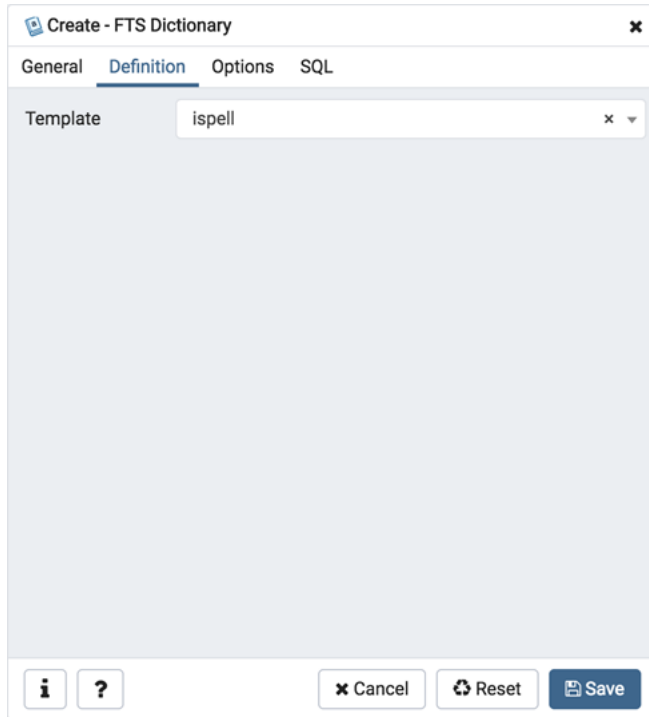 Create - FTS Dictionary
General Definition Options SQL
Template ispell
i ? Cancel Reset Save